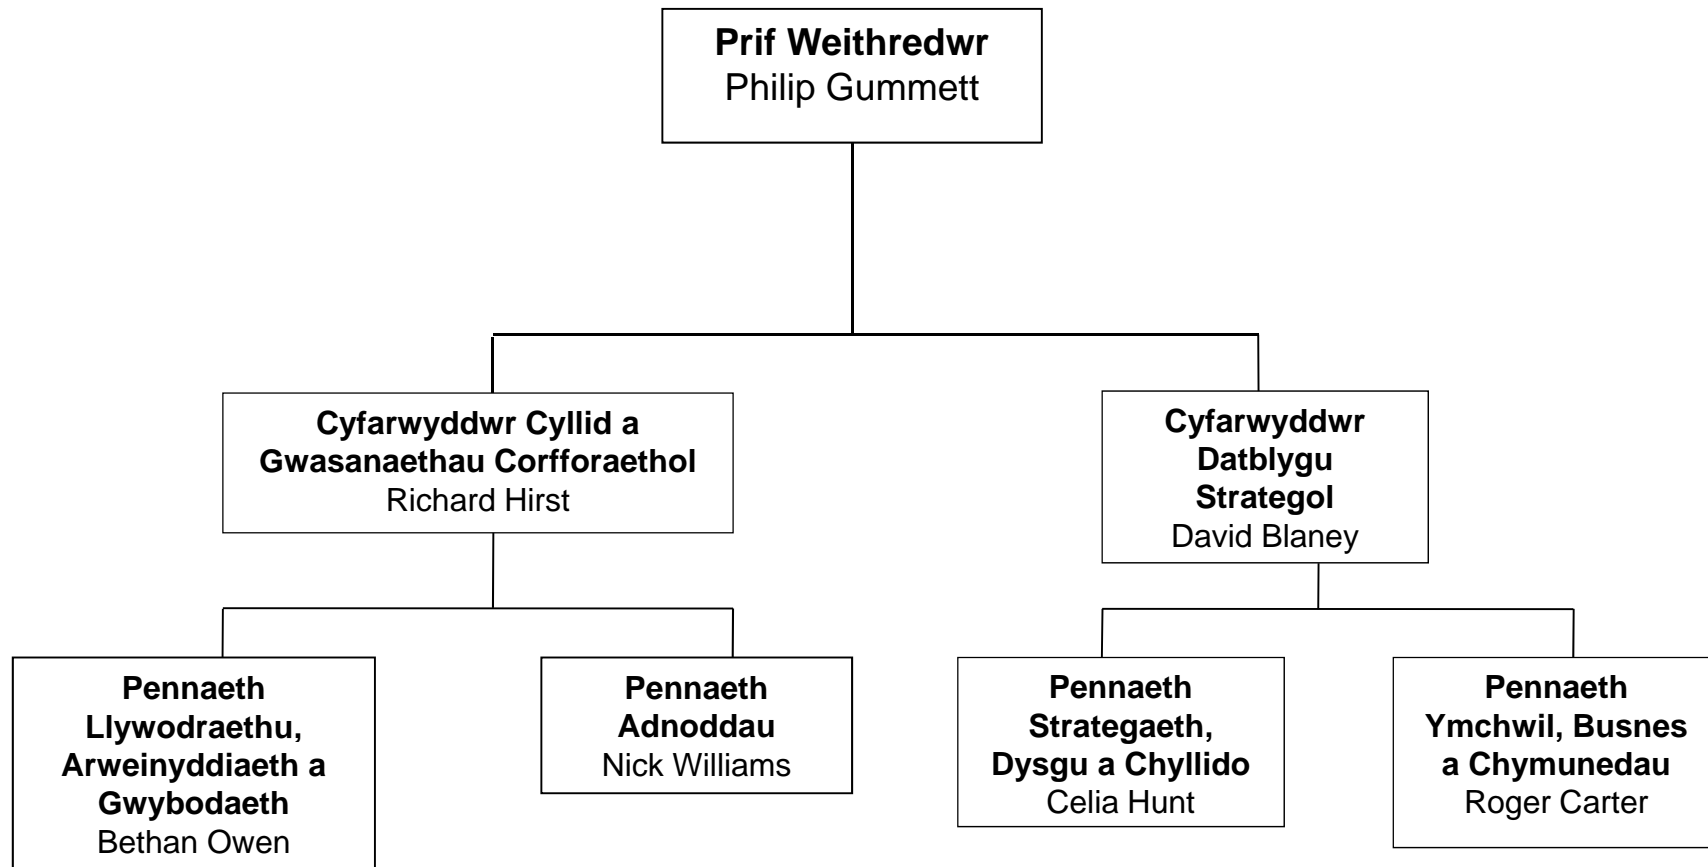 Prif Weithredwr
Philip Gummett
Cyfarwyddwr Cyllid a
Gwasanaethau Corfforaethol
Richard Hirst
Cyfarwyddwr
Datblygu
Strategol
David Blaney
Pennaeth
Llywodraethu,
Arweinyddiaeth a
Gwybodaeth
Bethan Owen
Pennaeth
Adnoddau
Nick Williams
Pennaeth
Strategaeth,
Dysgu a Chyllido
Celia Hunt
Pennaeth
Ymchwil, Busnes
a Chymunedau
Roger Carter